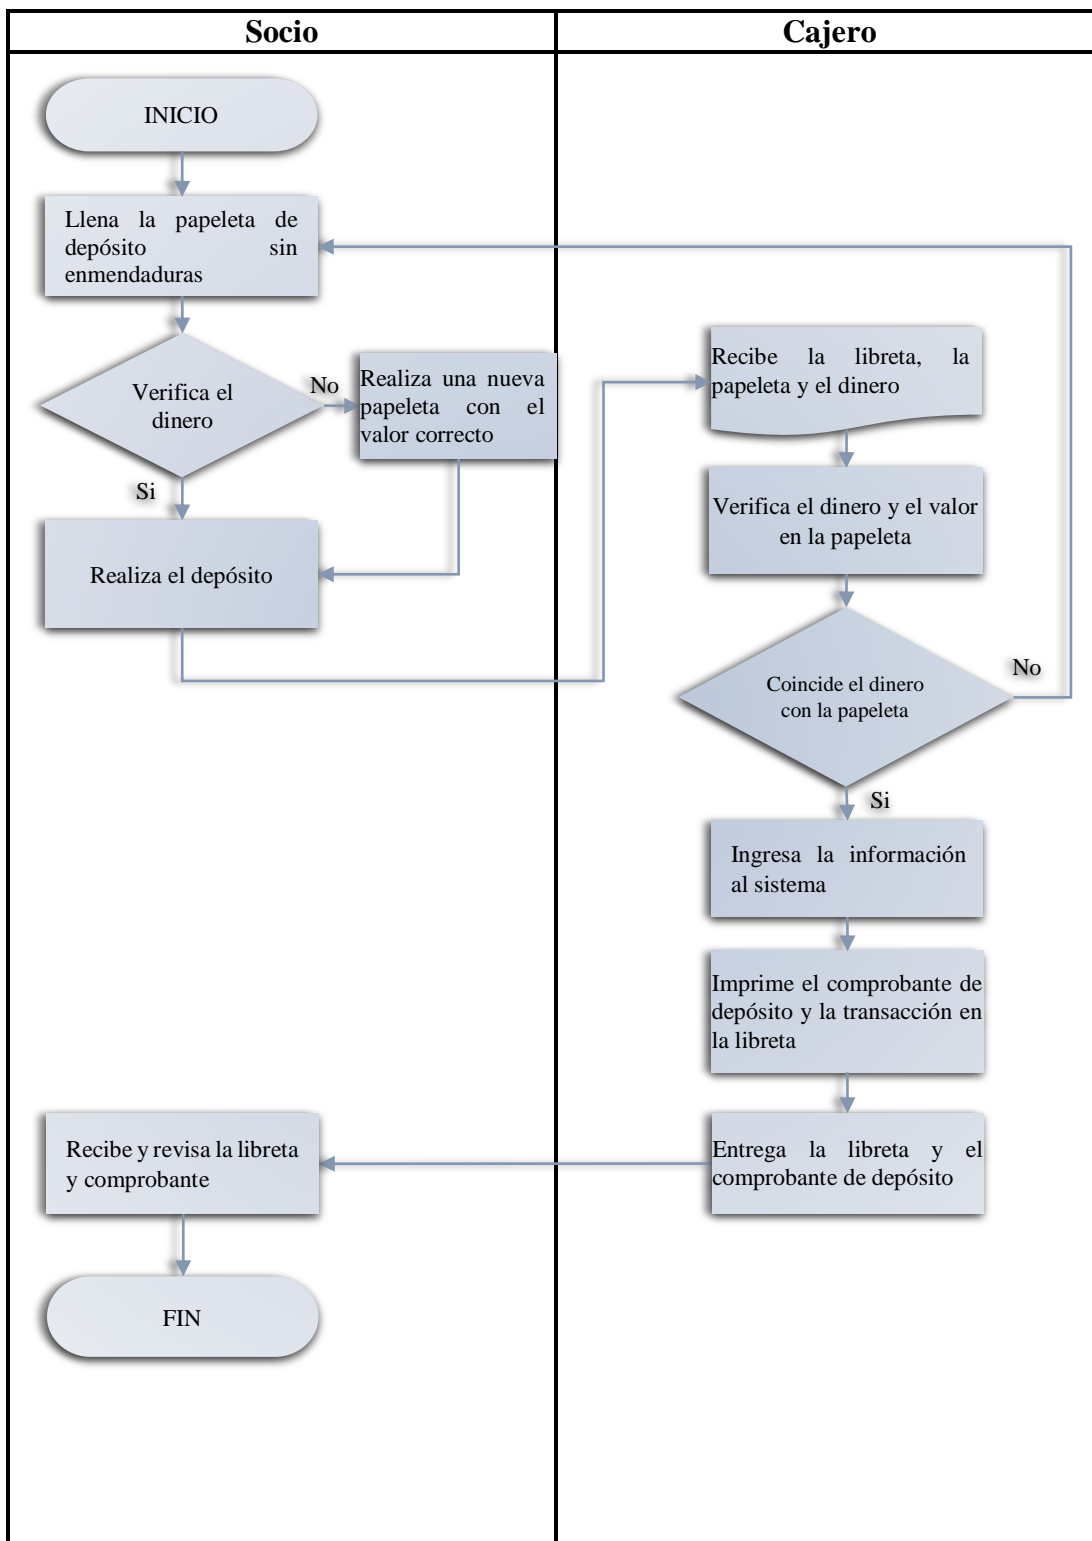 Socio
Cajero
INICIO
Llena la papeleta de
depósito sin
enmendaduras
Verifica el
dinero
No
Realiza una nueva
papeleta con el
valor correcto
Si
Realiza el depósito
Recibe la libreta, la
papeleta y el dinero
Verifica el dinero y el valor
en la papeleta
Coincide el dinero
con la papeleta
No
Si
Ingresa la información
al sistema
Imprime el comprobante de
depósito y la transacción en
la libreta
Entrega la libreta y el
comprobante de depósito
Recibe y revisa la libreta
y comprobante
FIN